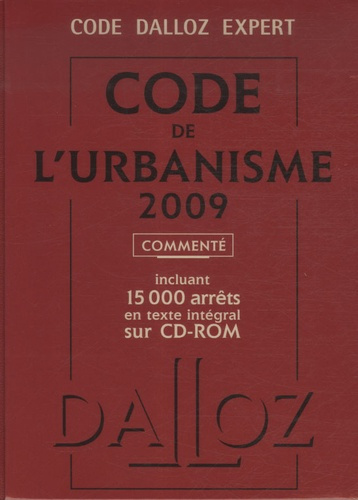 CODE DALLOZ EXPERT
CODE
DE
L'URBANISME
2009
COMMENTÉ
incluant
15 000 arrêts
en texte intégral
sur CD-ROM
DALLOZ